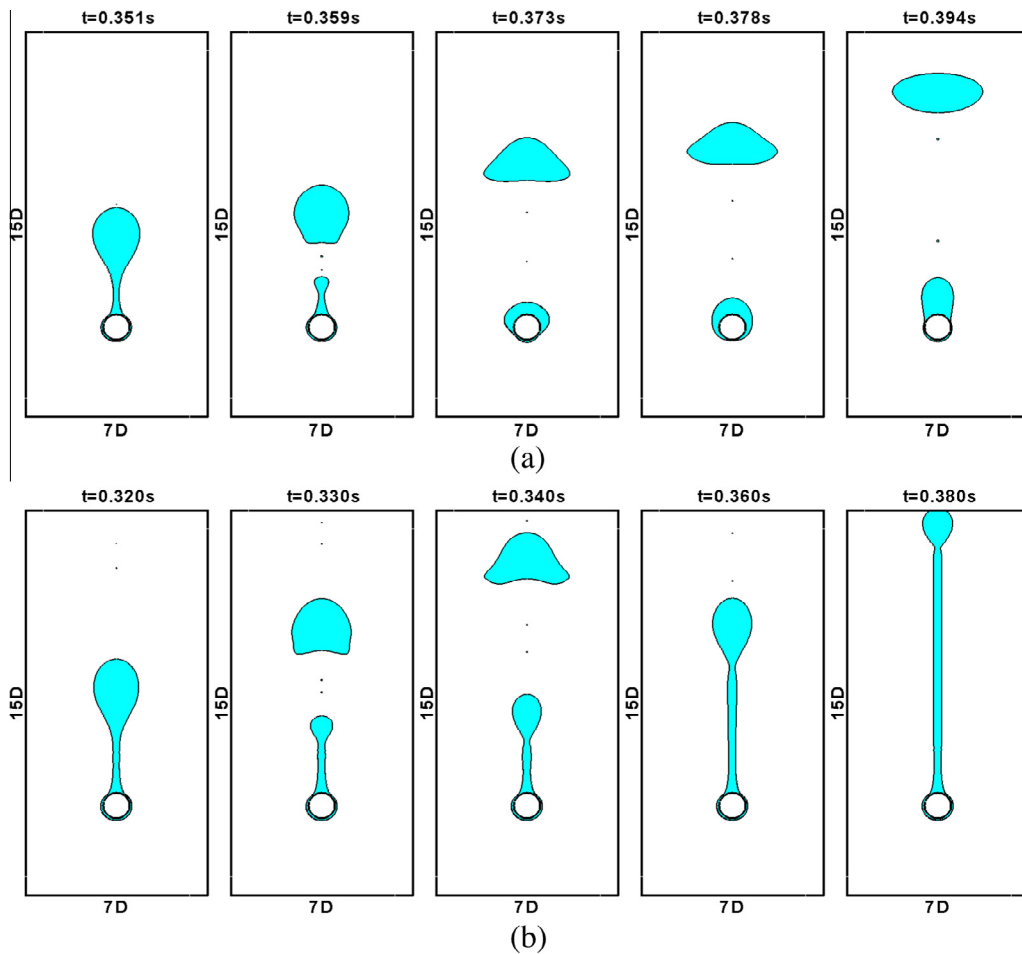 t=0.351s t=0.359s t=0.373s t=0.378s t=0.394s
15D 15D 15D 15D 15D
7D 7D 7D 7D 7D
(a)
t=0.320s t=0.330s t=0.340s t=0.360s t=0.380s
15D 15D 15D 15D 15D
7D 7D 7D 7D 7D
(b)